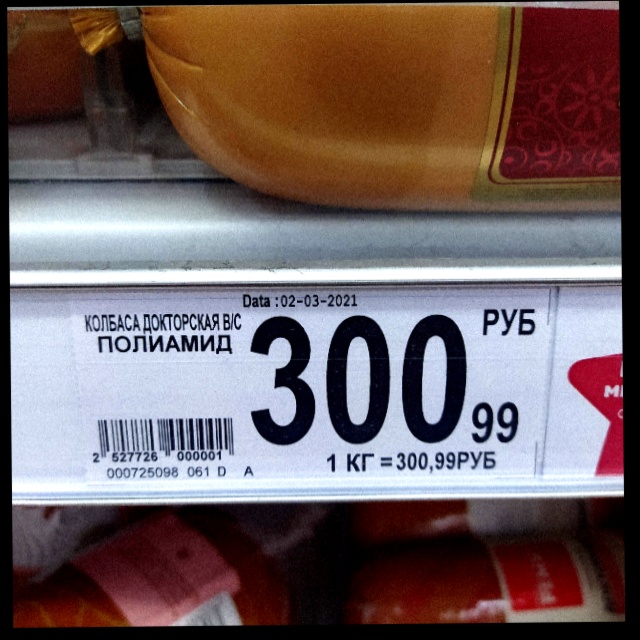 Data :02-03-2021
КОЛБАСА ДОКТОРСКАЯ В/С
ПОЛИАМИД
300 99 РУБ
2 527726 000001
1 КГ =300,99РУБ
000725098 061 D A